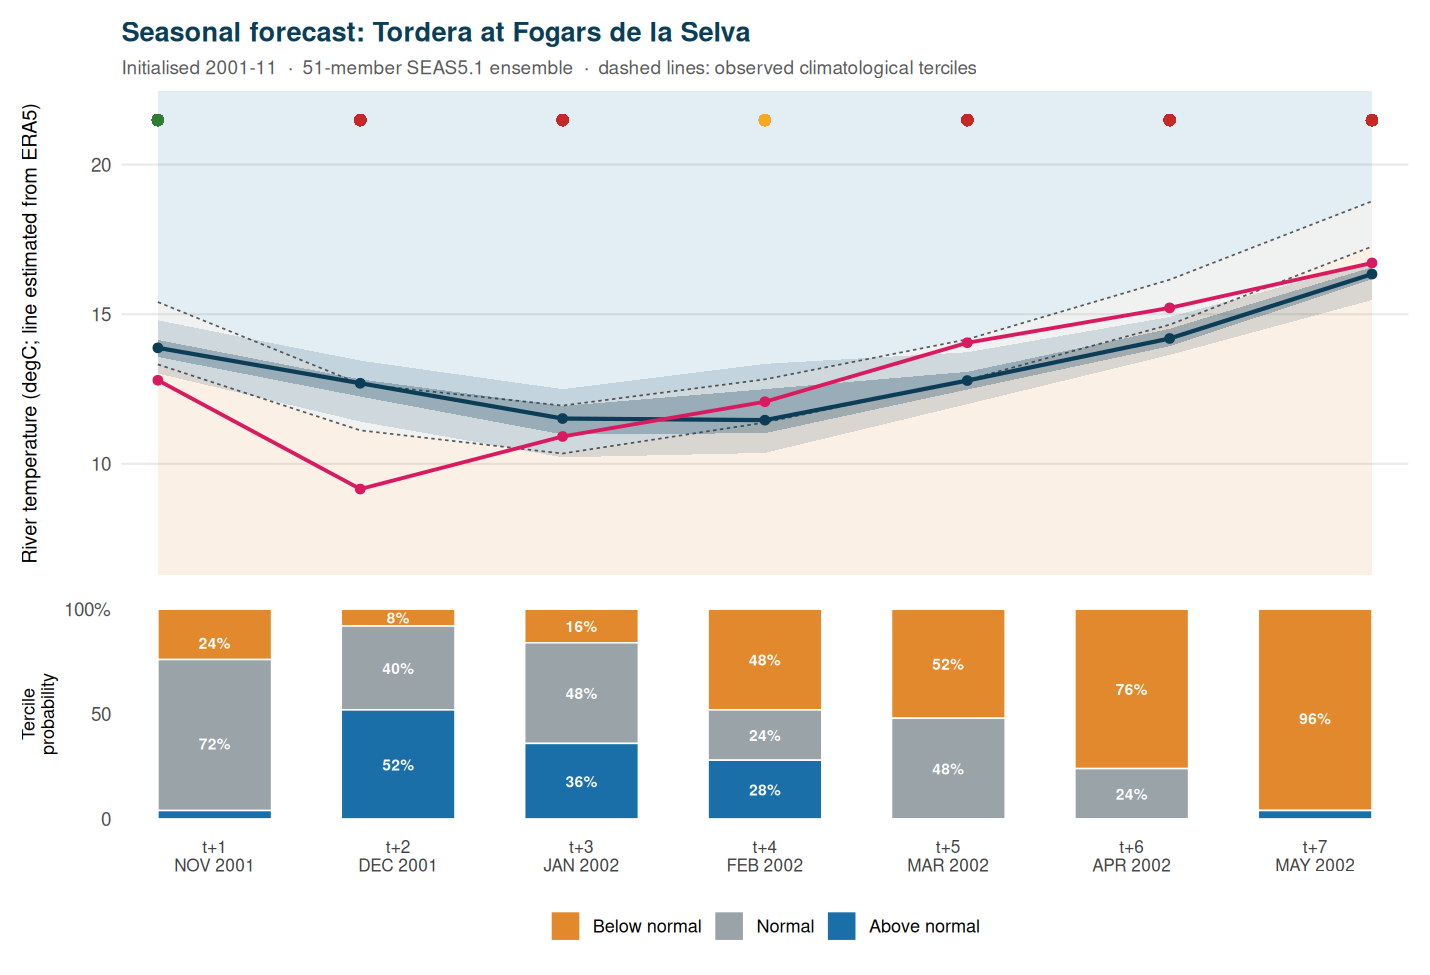 Seasonal forecast: Tordera at Fogars de la Selva
Initialised 2001-11 · 51-member SEAS5.1 ensemble · dashed lines: observed climatological terciles
River temperature (degC; line estimated from ERA5)
20
15
10
Tercile
probability
100%
50
0
24%
72%
8%
40%
52%
16%
48%
36%
48%
24%
28%
52%
48%
76%
24%
96%
t+1
NOV 2001
t+2
DEC 2001
t+3
JAN 2002
t+4
FEB 2002
t+5
MAR 2002
t+6
APR 2002
t+7
MAY 2002
Below normal
Normal
Above normal